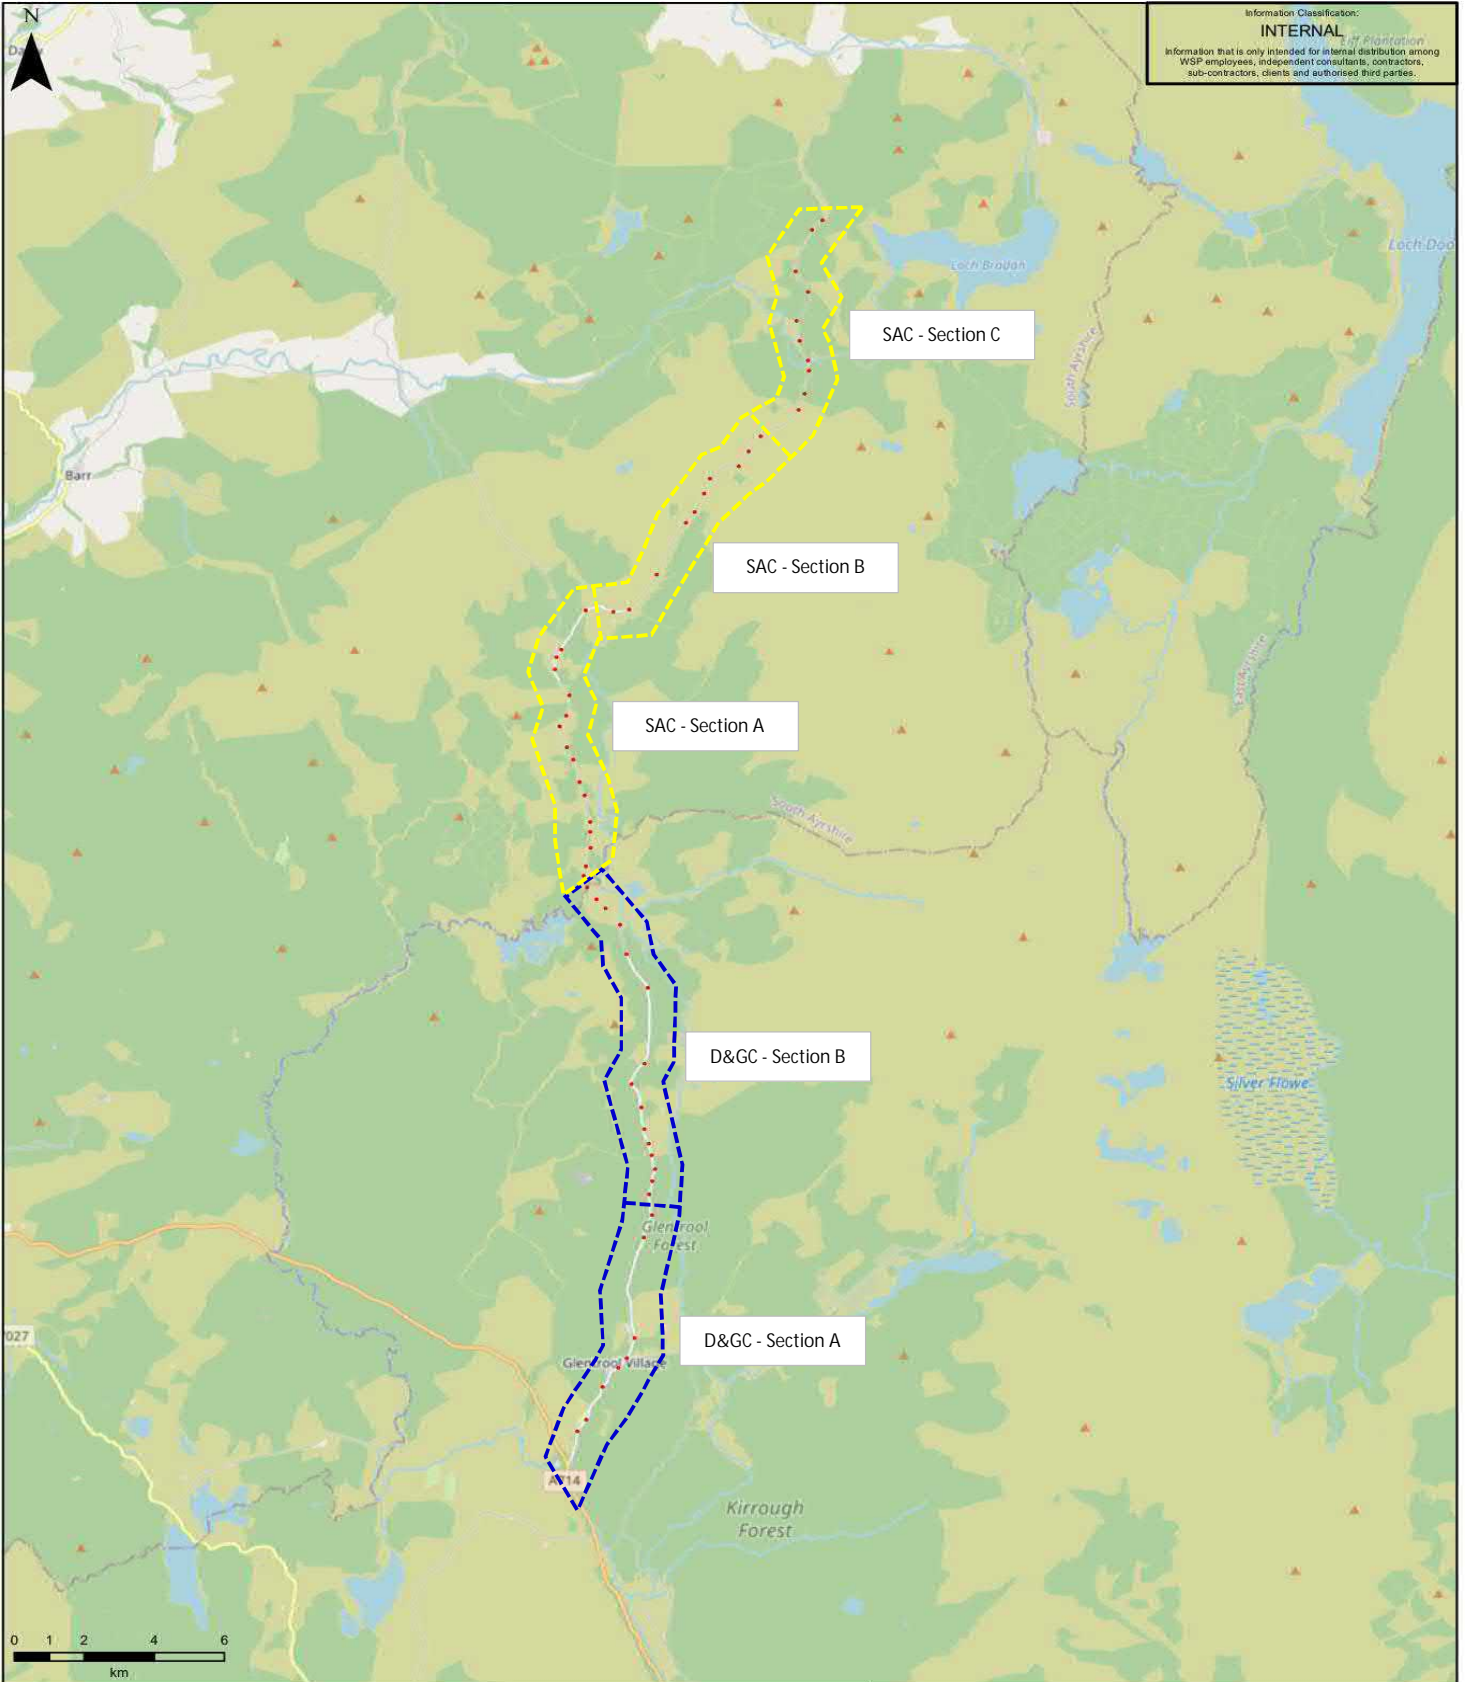 N
Information Classification:
INTERNAL
Information that is only intended for internal distribution among
WSP employees, independent consultants, contractors,
sub-contractors, clients and authorised third parties.
Loch Doo
Loch Bradan
SAC - Section C
South Ayrshire
Barr
SAC - Section B
East Ayrshire
SAC - Section A
South Ayrshire
D&GC - Section B
Silver Flowe
Glentrool
Forest
027
D&GC - Section A
Glentrool Village
A714
Kirrough
Forest
0 1 2 4 6
km